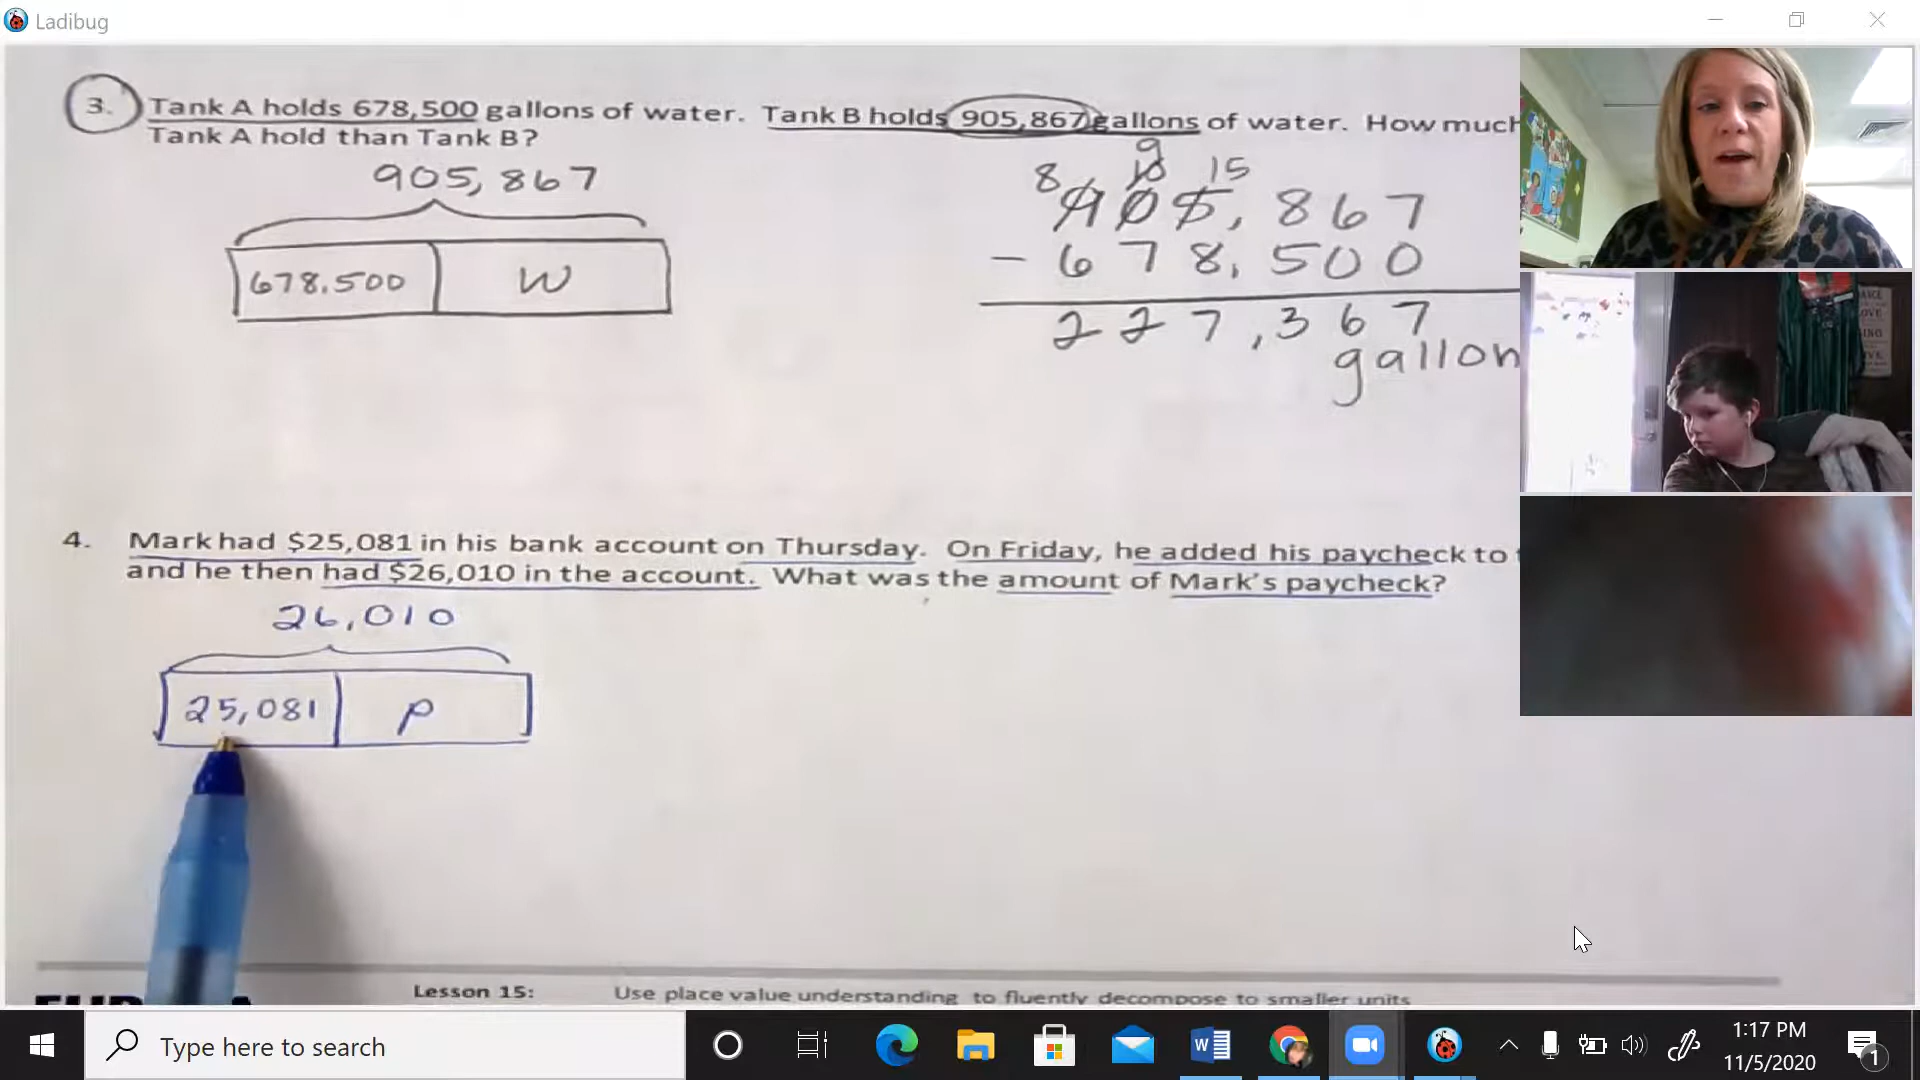 Ladibug
3. Tank A holds 678,500 gallons of water. Tank B holds 905,867 gallons of water. How much
Tank A hold than Tank B?
905,867
678,500 W
9
8 10 15
905,867
- 678,500
227,367
gallon
4. Mark had $25,081 in his bank account on Thursday. On Friday, he added his paycheck to
and he then had $26,010 in the account. What was the amount of Mark's paycheck?
26,010
25,081 P
Lesson 15: Use place value understanding to fluently decompose to smaller units
Type here to search
1:17 PM
11/5/2020
1